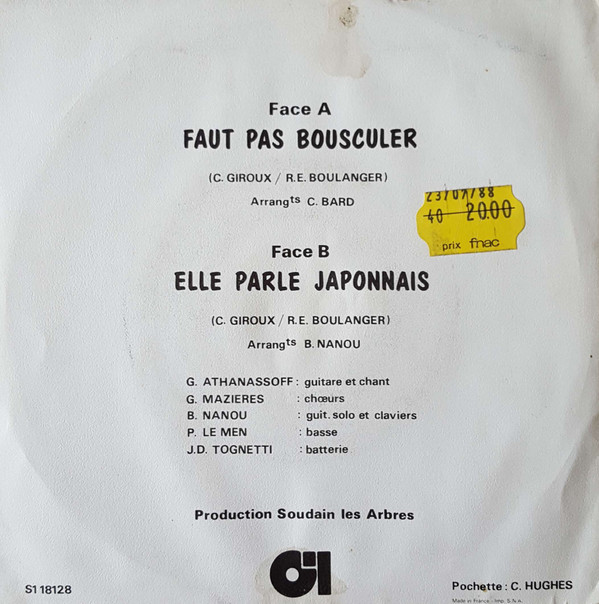 Face A
FAUT PAS BOUSCULER
(C. GIROUX / R.E. BOULANGER)
Arrangts C. BARD
23/07/88
40 2000
prix fnac
Face B
ELLE PARLE JAPONNAIS
(C. GIROUX / R.E. BOULANGER)
Arrangts B. NANOU
G. ATHANASSOFF : guitare et chant
G. MAZIERES : chœurs
B. NANOU : guit. solo et claviers
P. LE MEN : basse
J.D. TOGNETTI : batterie
Production Soudain les Arbres
S1 18128
Pochette : C. HUGHES
Made in France - Imp. S.N.A.